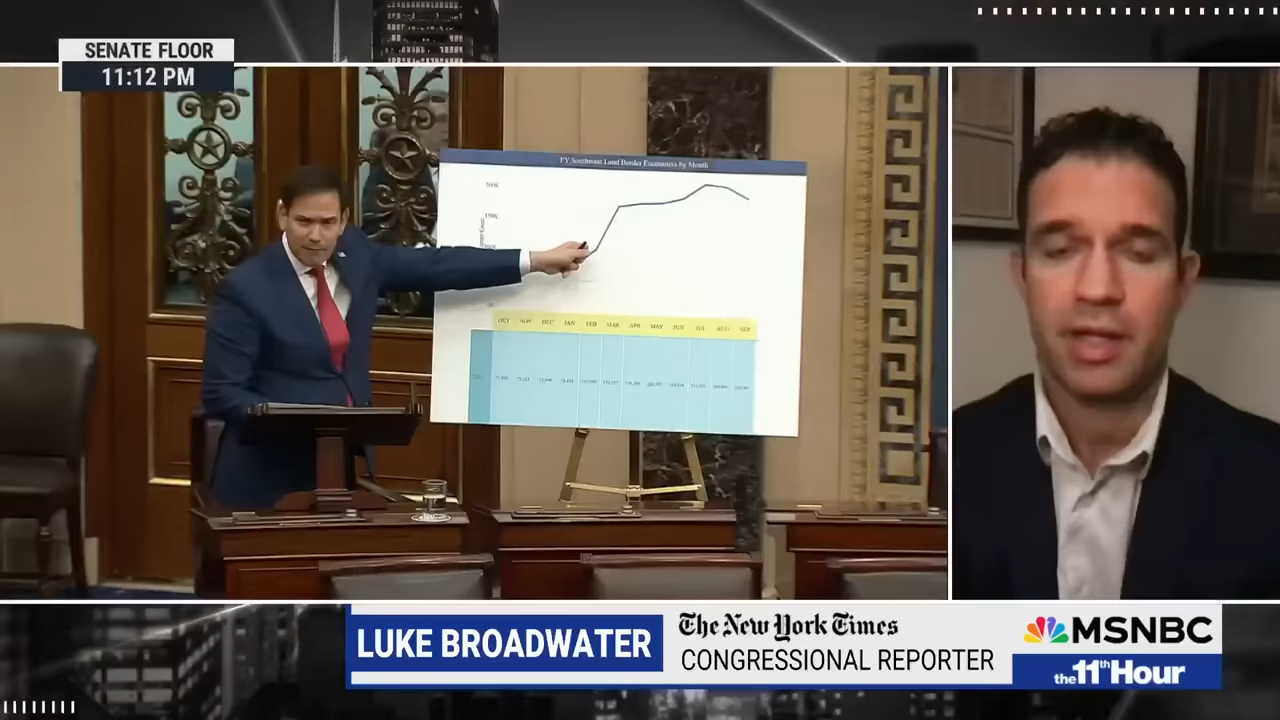 SENATE FLOOR
11:12 PM
FY Southwest Land Border Encounters by Month
OCT NOV DEC JAN FEB MAR APR MAY JUN JUL AUG SEP
LUKE BROADWATER
The New York Times
CONGRESSIONAL REPORTER
MSNBC
the 11th Hour